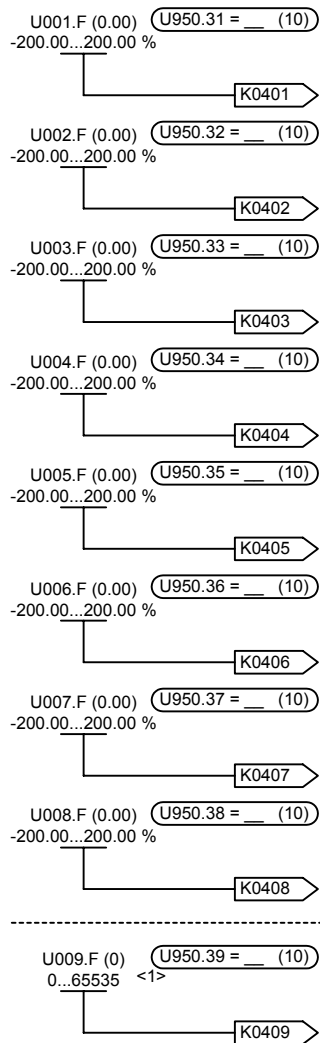 U001.F (0.00) U950.31 = __ (10)
-200.00...200.00 %
K0401
U002.F (0.00) U950.32 = __ (10)
-200.00...200.00 %
K0402
U003.F (0.00) U950.33 = __ (10)
-200.00...200.00 %
K0403
U004.F (0.00) U950.34 = __ (10)
-200.00...200.00 %
K0404
U005.F (0.00) U950.35 = __ (10)
-200.00...200.00 %
K0405
U006.F (0.00) U950.36 = __ (10)
-200.00...200.00 %
K0406
U007.F (0.00) U950.37 = __ (10)
-200.00...200.00 %
K0407
U008.F (0.00) U950.38 = __ (10)
-200.00...200.00 %
K0408
U009.F (0) U950.39 = __ (10)
0...65535 <1>
K0409